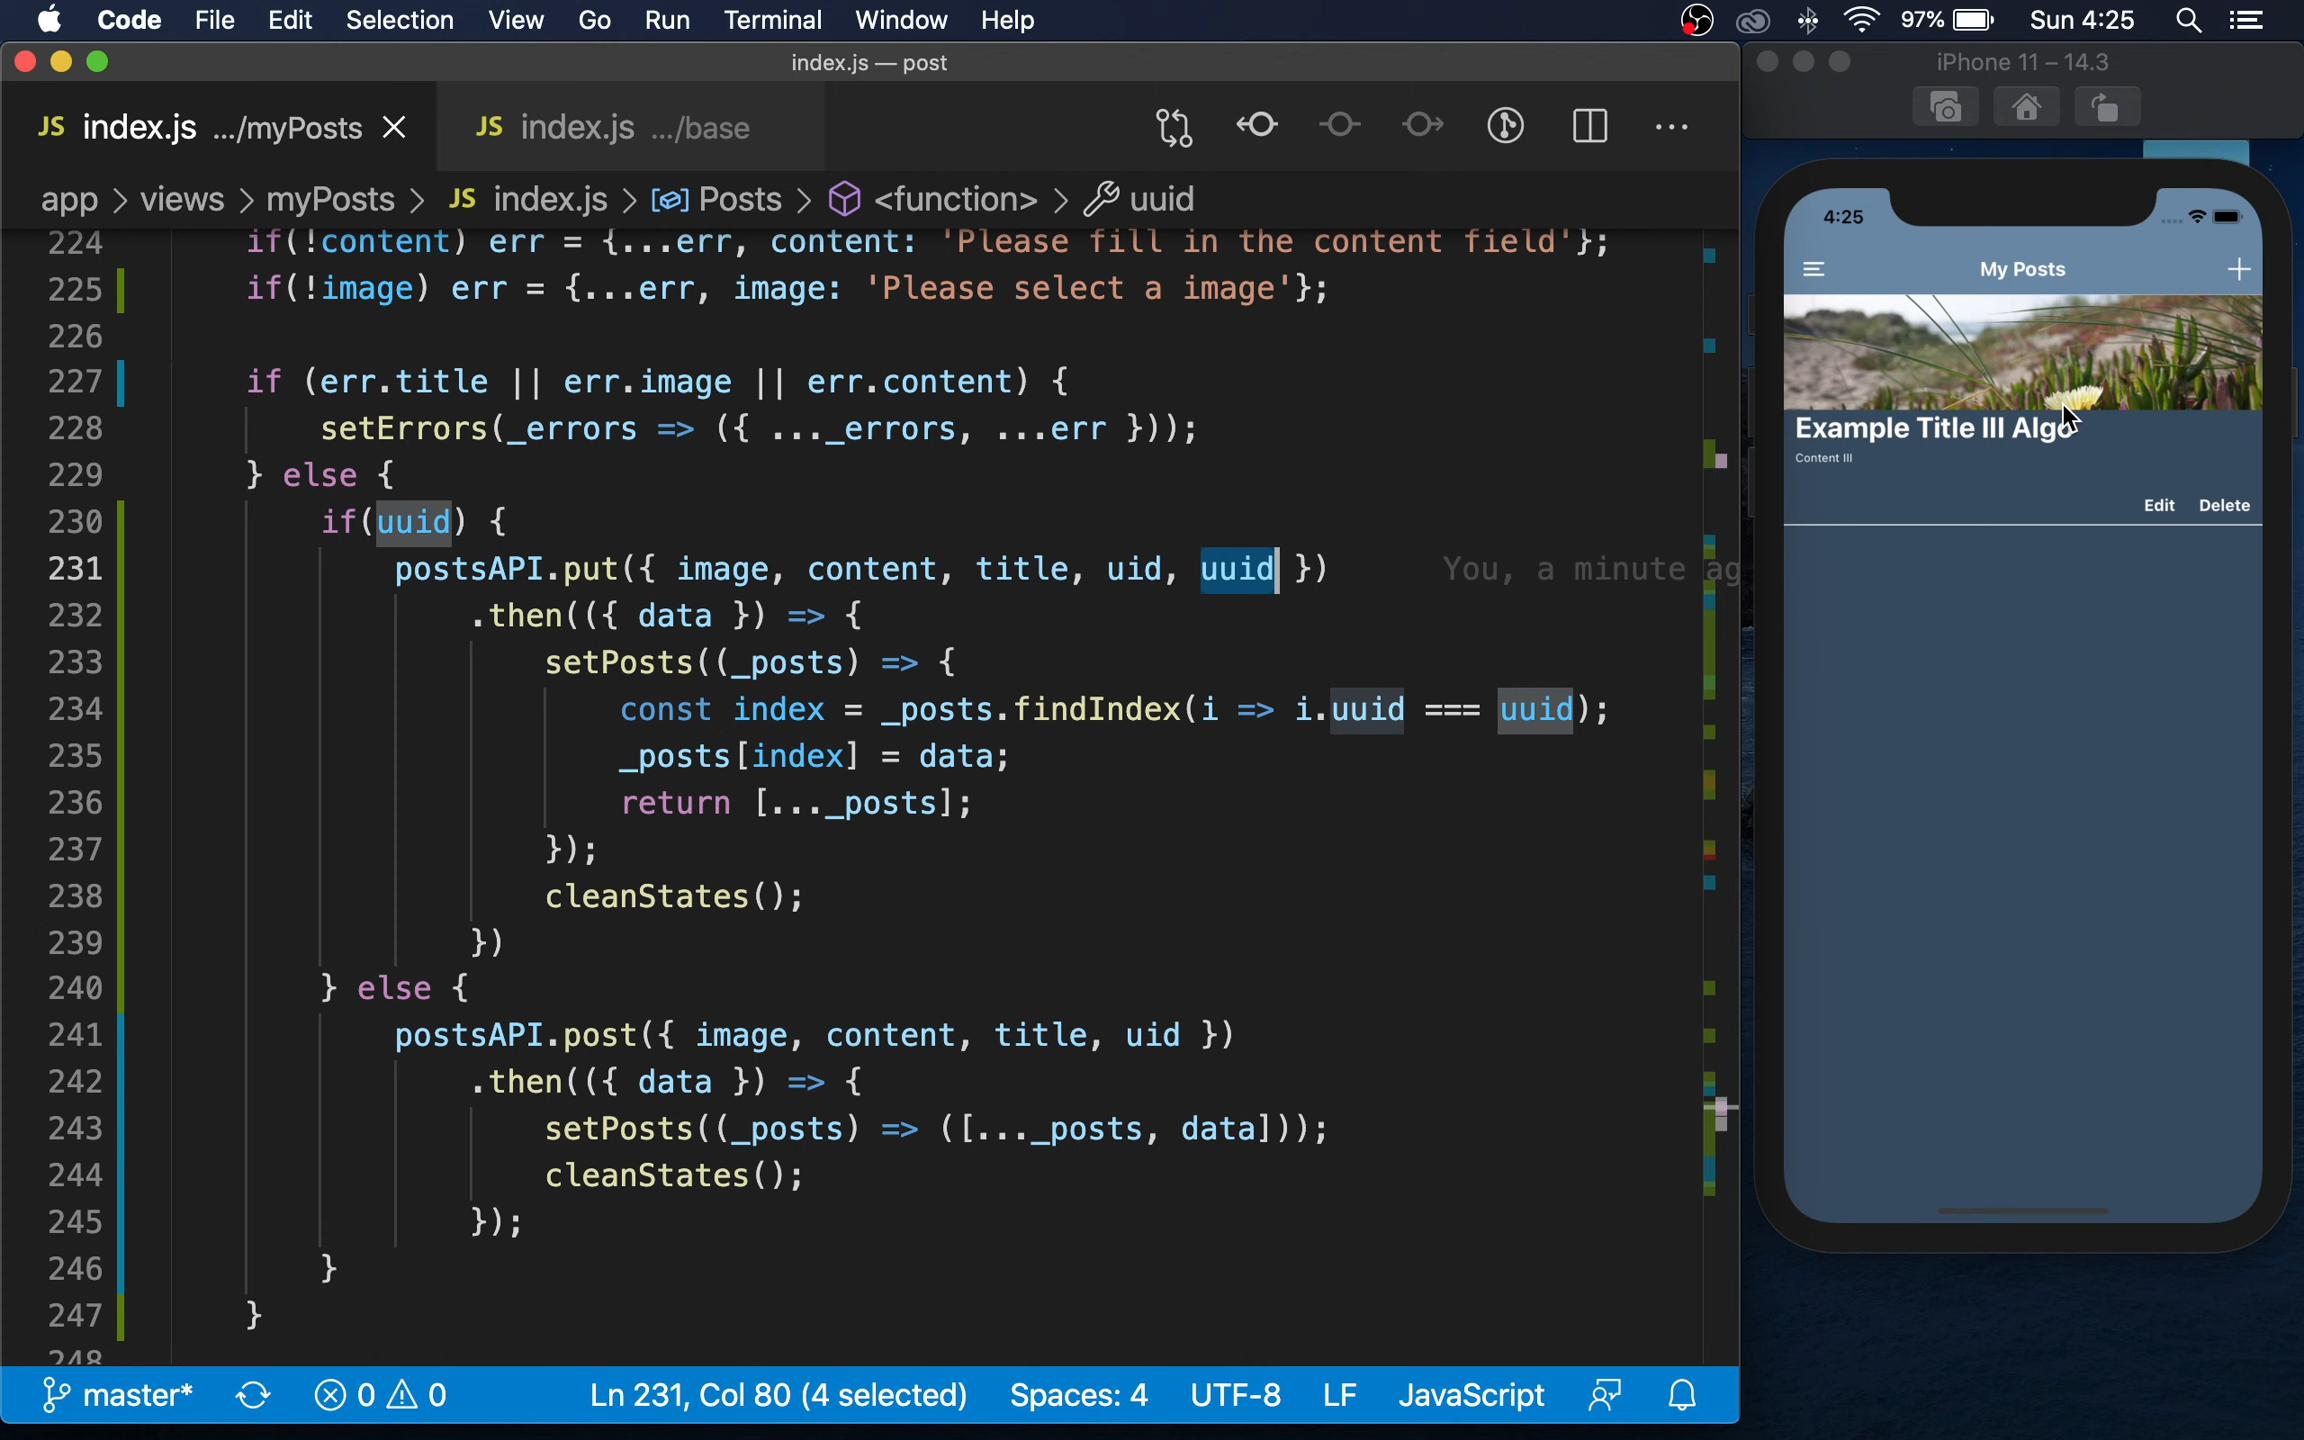 Code File Edit Selection View Go Run Terminal Window Help 97% Sun 4:25
index.js — post
JS index.js .../myPosts
JS index.js .../base
app > views > myPosts > JS index.js > Posts > <function> > uuid
224 if(!content) err = {...err, content: 'Please fill in the content field'};
225 if(!image) err = {...err, image: 'Please select a image'};
226
227 if (err.title || err.image || err.content) {
228 setErrors(_errors => ({ ..._errors, ...err }));
229 } else {
230 if(uuid) {
231 postsAPI.put({ image, content, title, uid, uuid }) You, a minute ag
232 .then(({ data }) => {
233 setPosts((_posts) => {
234 const index = _posts.findIndex(i => i.uuid === uuid);
235 _posts[index] = data;
236 return [..._posts];
237 });
238 cleanStates();
239 })
240 } else {
241 postsAPI.post({ image, content, title, uid })
242 .then(({ data }) => {
243 setPosts((_posts) => ([..._posts, data]));
244 cleanStates();
245 });
246 }
247 }
248
master* 0 0 Ln 231, Col 80 (4 selected) Spaces: 4 UTF-8 LF JavaScript
iPhone 11 – 14.3
4:25
My Posts
Example Title III Algo
Content III
Edit Delete